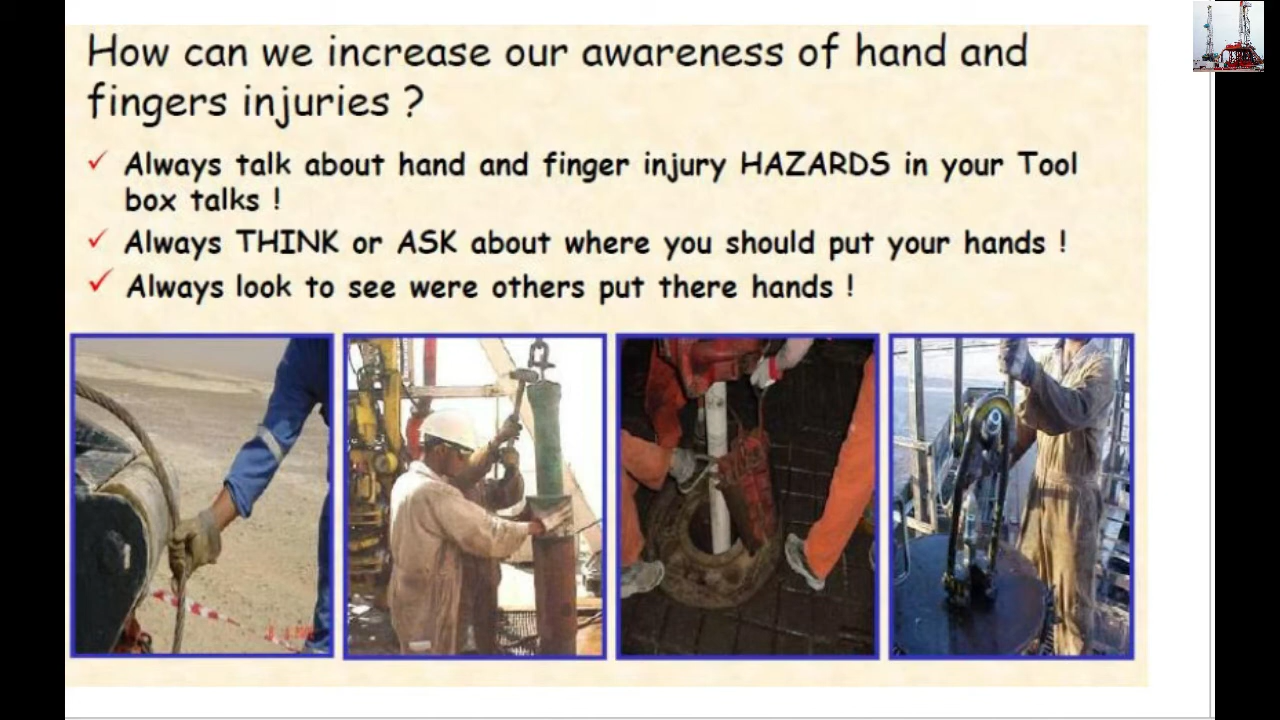 How can we increase our awareness of hand and
fingers injuries ?
✓ Always talk about hand and finger injury HAZARDS in your Tool
box talks !
✓ Always THINK or ASK about where you should put your hands !
✓ Always look to see were others put there hands !